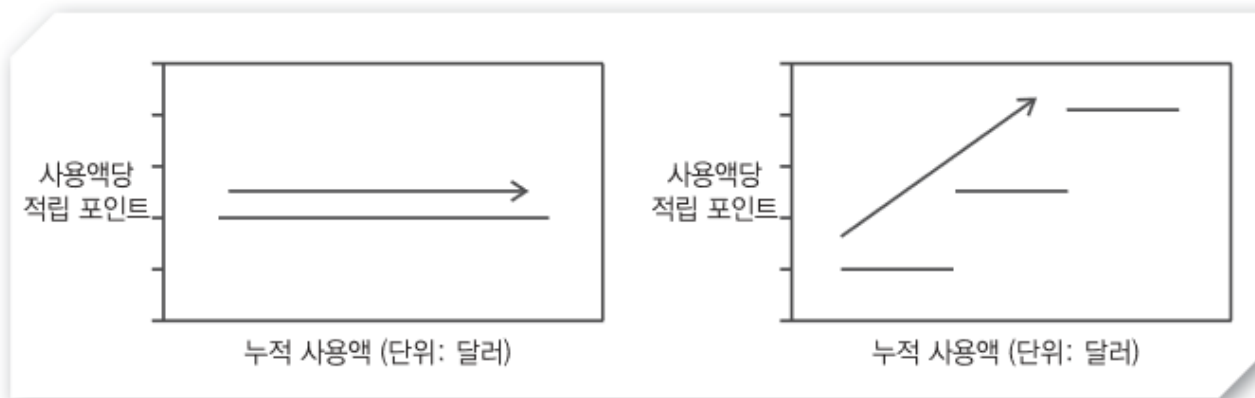 사용액당
적립 포인트
누적 사용액 (단위: 달러)
사용액당
적립 포인트
누적 사용액 (단위: 달러)